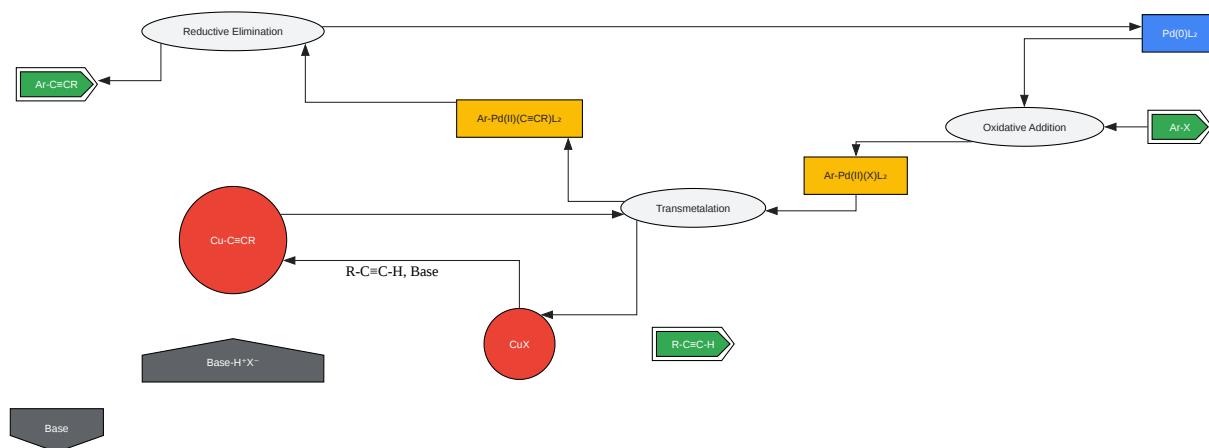 Reductive Elimination
Pd(0)L₂
Ar-C≡CR
Ar-Pd(II)(C≡CR)L₂
Oxidative Addition
Ar-X
Ar-Pd(II)(X)L₂
Transmetalation
Cu-C≡CR
R-C≡C-H, Base
CuX
R-C≡C-H
Base-H⁺X⁻
Base